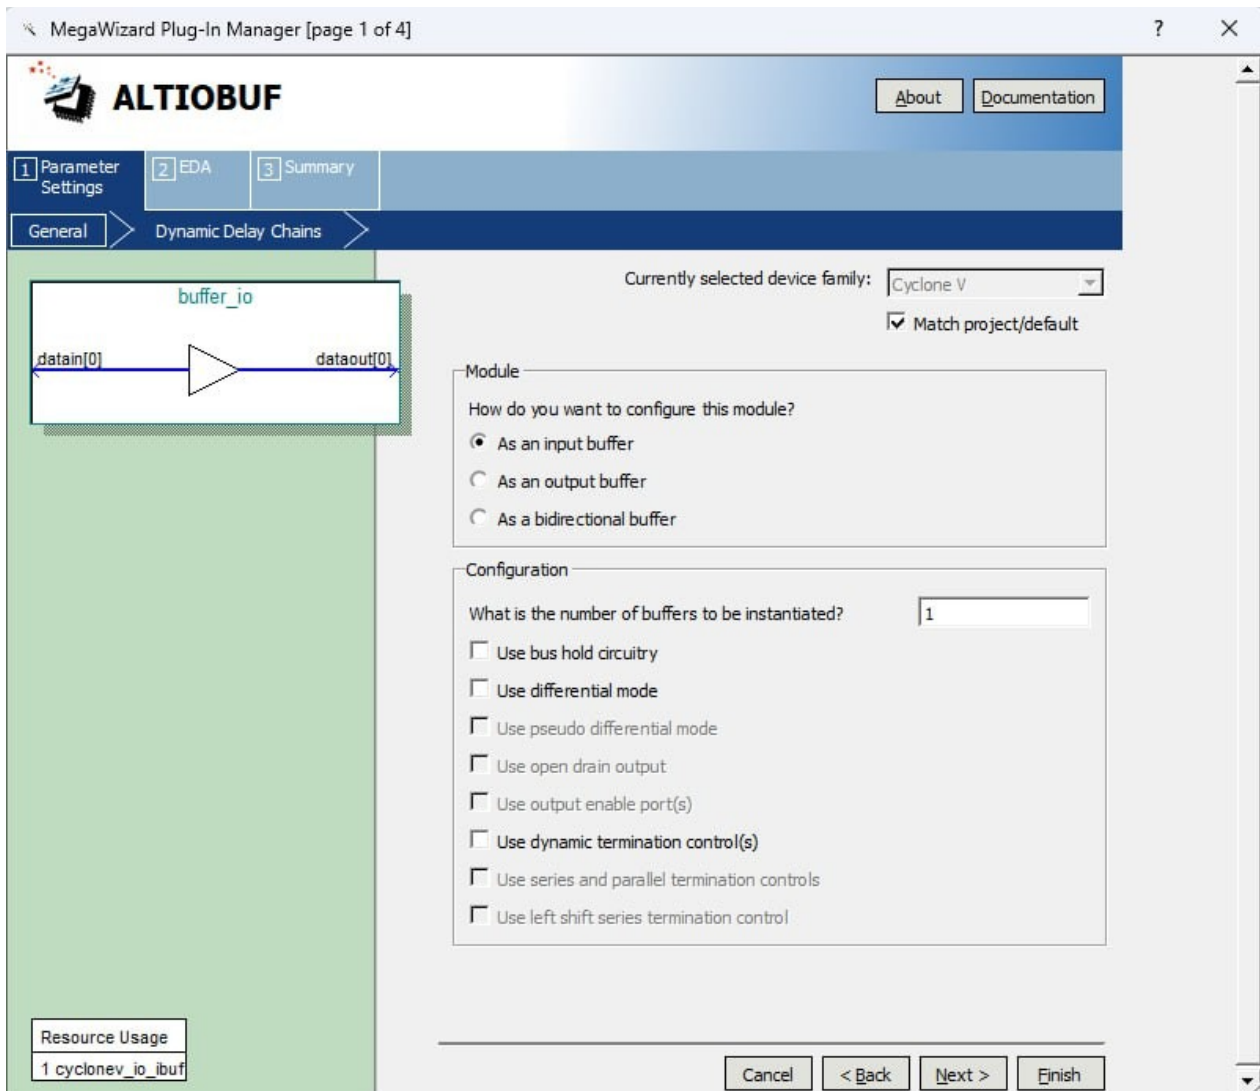 MegaWizard Plug-In Manager [page 1 of 4]
?
ALTIOBUF
About
Documentation
1 Parameter
Settings
2 EDA
3 Summary
General
Dynamic Delay Chains
buffer_io
datain[0]
dataout[0]
Currently selected device family:
Cyclone V
Match project/default
Module
How do you want to configure this module?
As an input buffer
As an output buffer
As a bidirectional buffer
Configuration
What is the number of buffers to be instantiated?
1
Use bus hold circuitry
Use differential mode
Use pseudo differential mode
Use open drain output
Use output enable port(s)
Use dynamic termination control(s)
Use series and parallel termination controls
Use left shift series termination control
Resource Usage
1 cyclonev_io_ibuf
Cancel
< Back
Next >
Finish